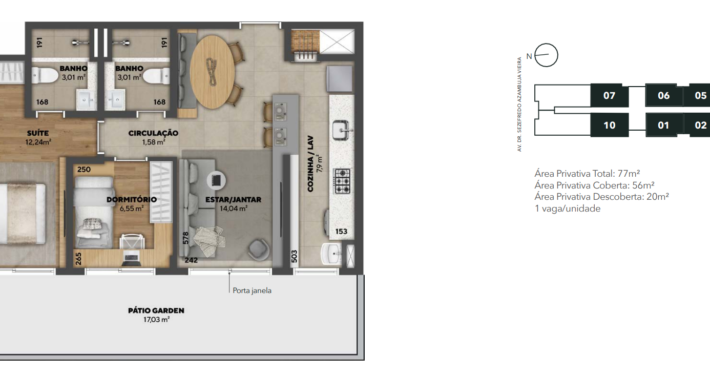 191
191
BANHO
3,01 m²
BANHO
3,01 m²
168
168
SUÍTE
12,24m²
CIRCULAÇÃO
1,58 m²
COZINHA / LAV
7,9 m²
250
DORMITÓRIO
6,55 m²
ESTAR/JANTAR
14,04 m²
578
153
265
242
503
Porta janela
PÁTIO GARDEN
17,03 m²
N
AV. DR. SEZEFREDO AZAMBUJA VIEIRA
07
06
05
10
01
02
Área Privativa Total: 77m²
Área Privativa Coberta: 56m²
Área Privativa Descoberta: 20m²
1 vaga/unidade